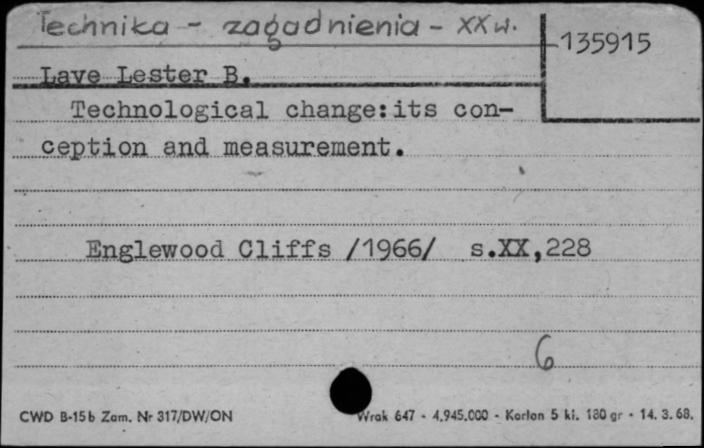 Technika - zagadnienia - XX w.
135915
Lave Lester B.
Technological change:its con-
ception and measurement.
Englewood Cliffs /1966/ s.XX,228
6
CWD B-15b Zam. Nr 317/DW/ON
Wrak 647 - 4.945.000 - Karton 5 kl. 180 gr - 14. 3. 68.